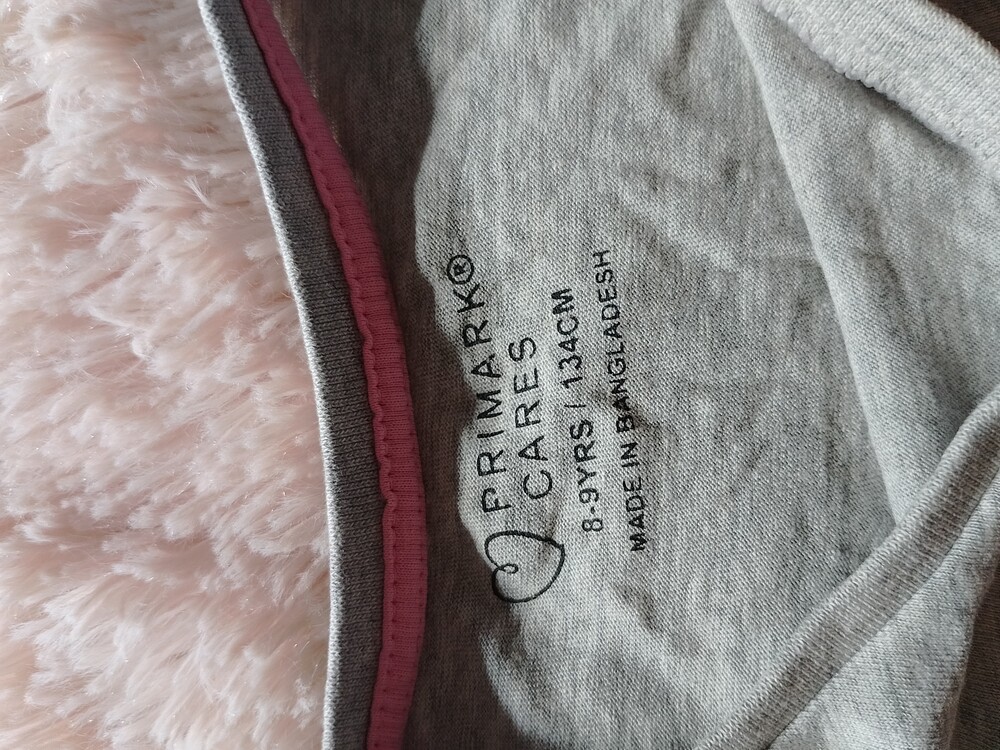 PRIMARK®
CARES
8-9YRS / 134CM
MADE IN BANGLADESH